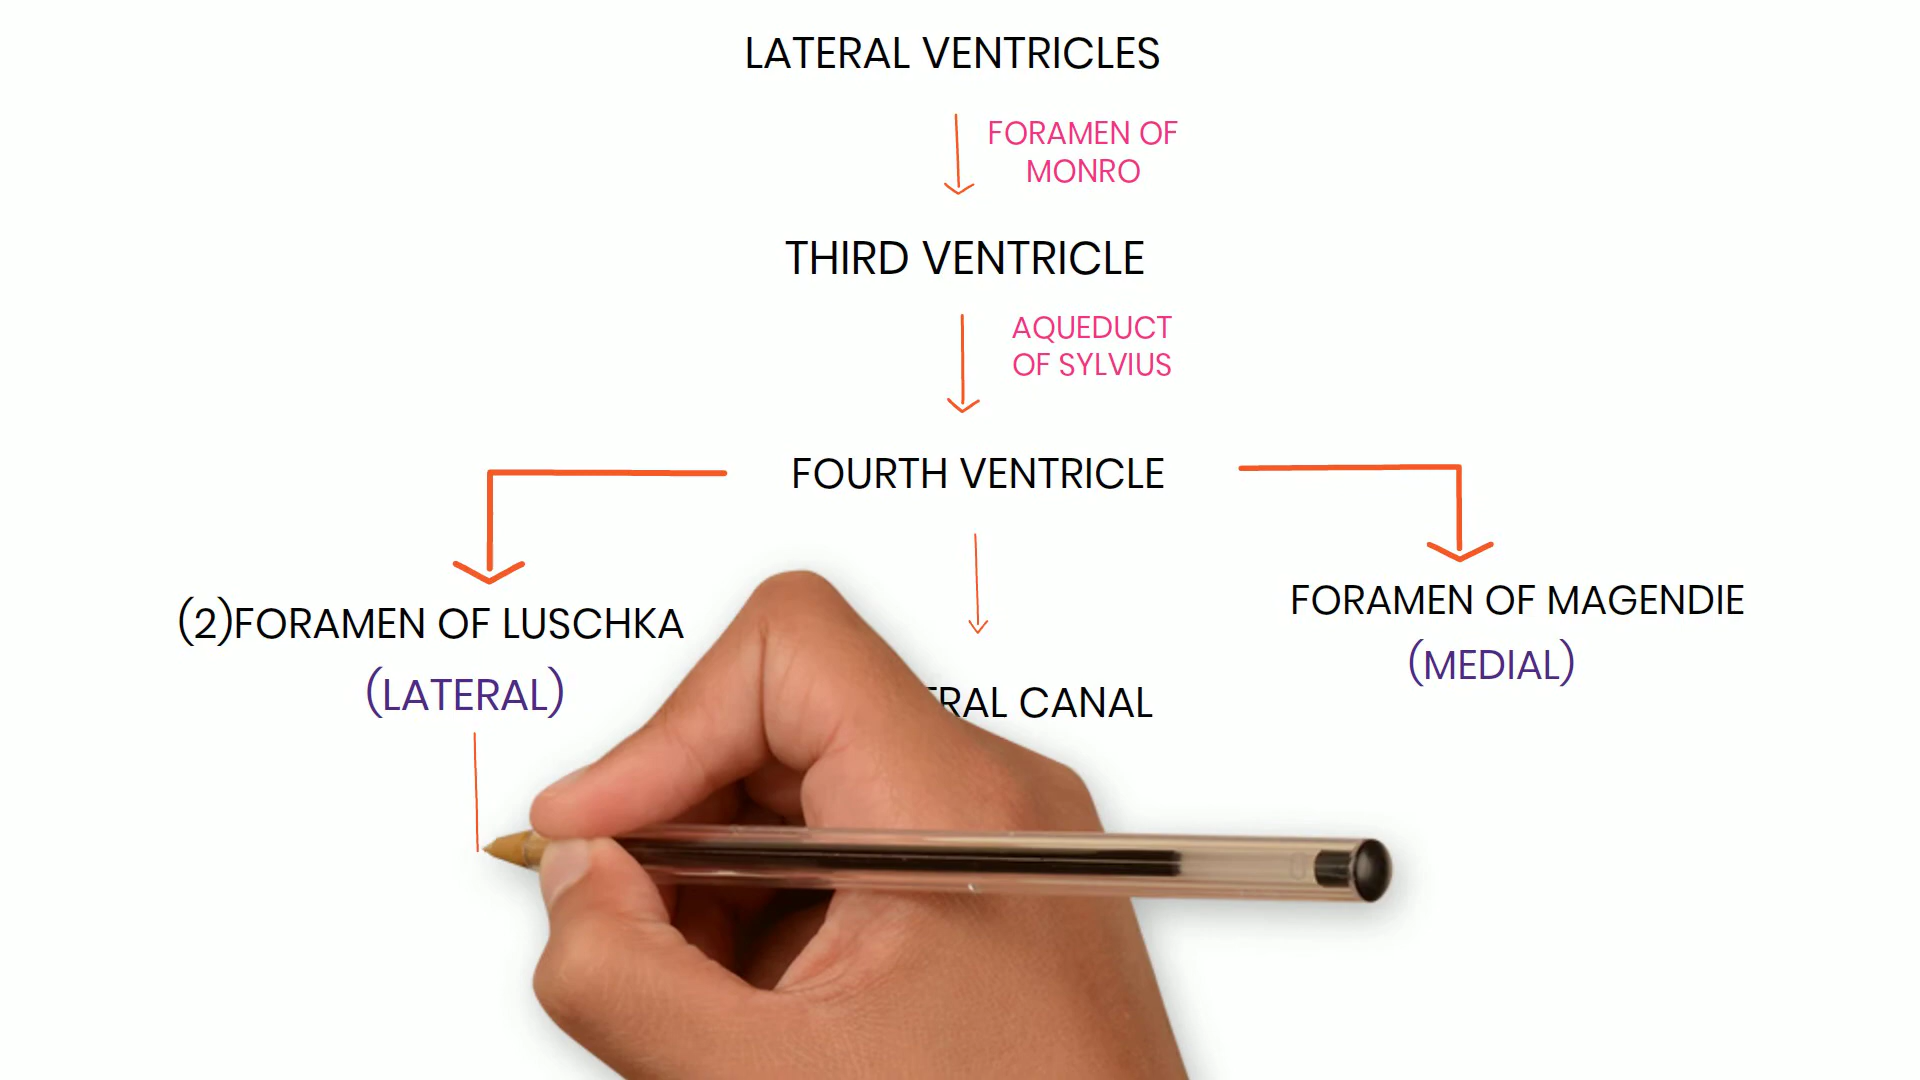 LATERAL VENTRICLES
FORAMEN OF
MONRO
THIRD VENTRICLE
AQUEDUCT
OF SYLVIUS
FOURTH VENTRICLE
(2)FORAMEN OF LUSCHKA
(LATERAL)
FORAMEN OF MAGENDIE
(MEDIAL)
CANAL